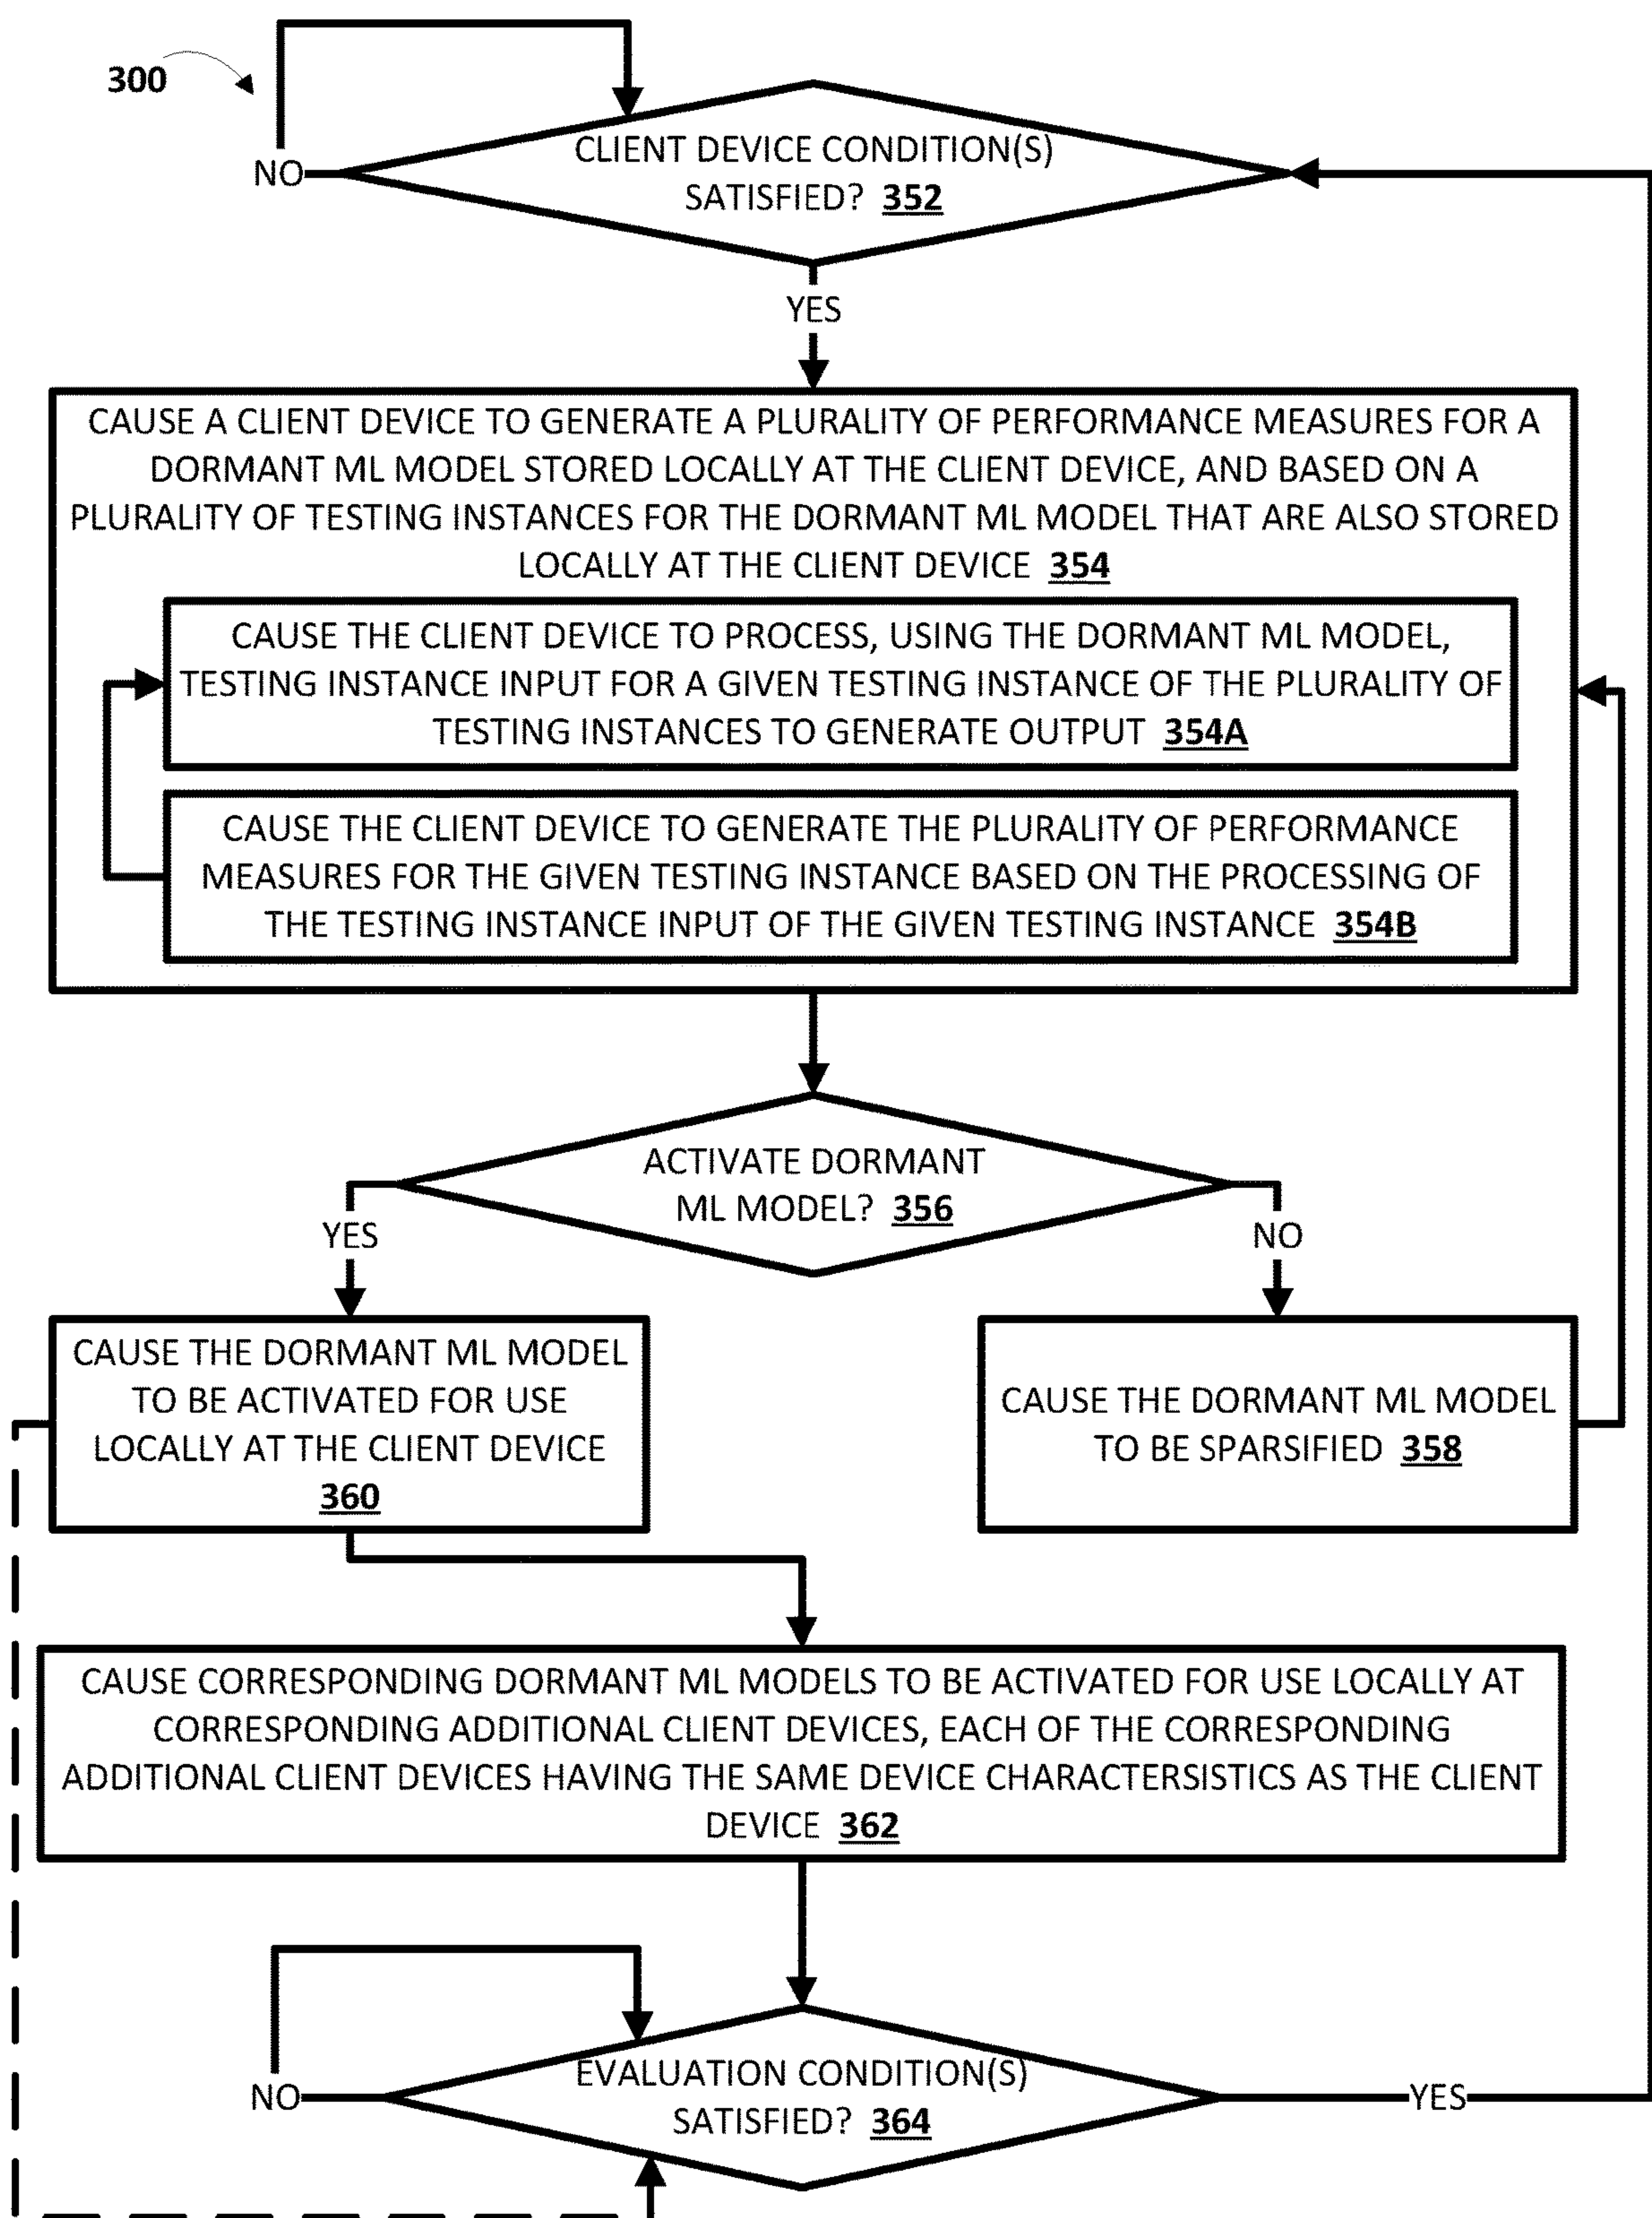 300
CLIENT DEVICE CONDITION(S)
SATISFIED? 352
NO
YES
CAUSE A CLIENT DEVICE TO GENERATE A PLURALITY OF PERFORMANCE MEASURES FOR A
DORMANT ML MODEL STORED LOCALLY AT THE CLIENT DEVICE, AND BASED ON A
PLURALITY OF TESTING INSTANCES FOR THE DORMANT ML MODEL THAT ARE ALSO STORED
LOCALLY AT THE CLIENT DEVICE 354
CAUSE THE CLIENT DEVICE TO PROCESS, USING THE DORMANT ML MODEL,
TESTING INSTANCE INPUT FOR A GIVEN TESTING INSTANCE OF THE PLURALITY OF
TESTING INSTANCES TO GENERATE OUTPUT 354A
CAUSE THE CLIENT DEVICE TO GENERATE THE PLURALITY OF PERFORMANCE
MEASURES FOR THE GIVEN TESTING INSTANCE BASED ON THE PROCESSING OF
THE TESTING INSTANCE INPUT OF THE GIVEN TESTING INSTANCE 354B
ACTIVATE DORMANT
ML MODEL? 356
YES
NO
CAUSE THE DORMANT ML MODEL
TO BE ACTIVATED FOR USE
LOCALLY AT THE CLIENT DEVICE
360
CAUSE THE DORMANT ML MODEL
TO BE SPARSIFIED 358
CAUSE CORRESPONDING DORMANT ML MODELS TO BE ACTIVATED FOR USE LOCALLY AT
CORRESPONDING ADDITIONAL CLIENT DEVICES, EACH OF THE CORRESPONDING
ADDITIONAL CLIENT DEVICES HAVING THE SAME DEVICE CHARACTERSISTICS AS THE CLIENT
DEVICE 362
EVALUATION CONDITION(S)
SATISFIED? 364
NO
YES